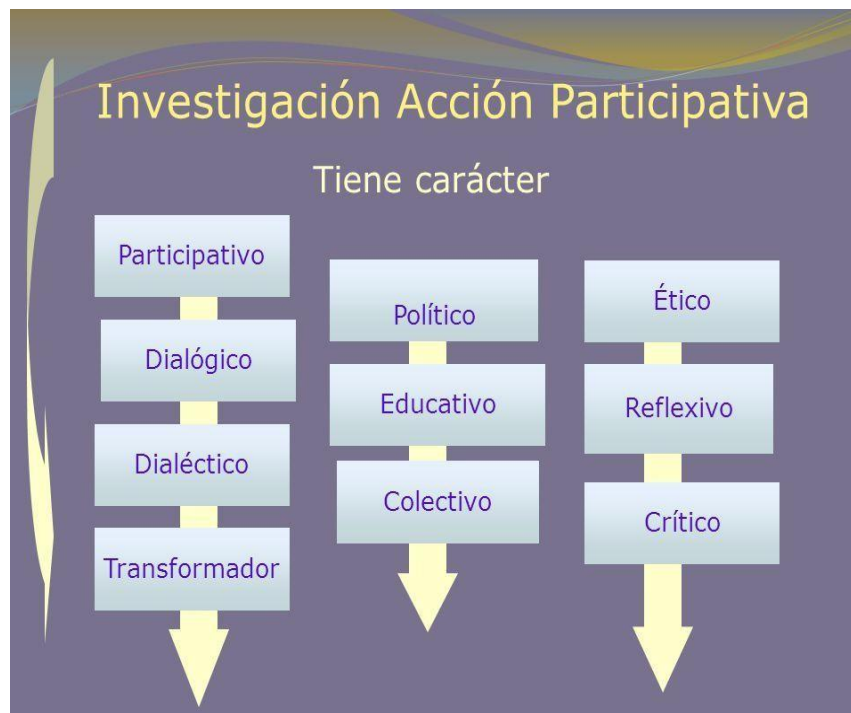 Investigación Acción Participativa
Tiene carácter
Participativo
Dialógico
Dialéctico
Transformador
Político
Educativo
Colectivo
Ético
Reflexivo
Crítico